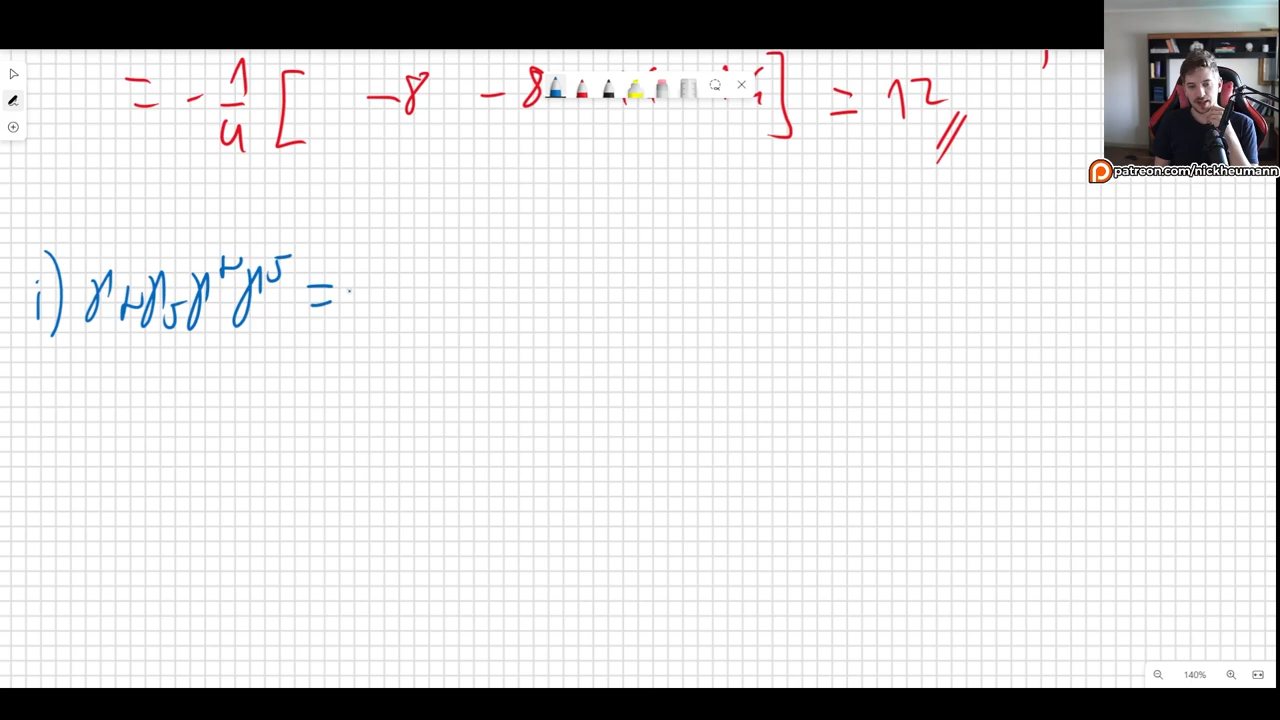 = - 1/4 [ -8 - 8 ] = 12
patreon.com/nickheumann
i) γ_μ γ_5 γ^μ γ^5 =
140%